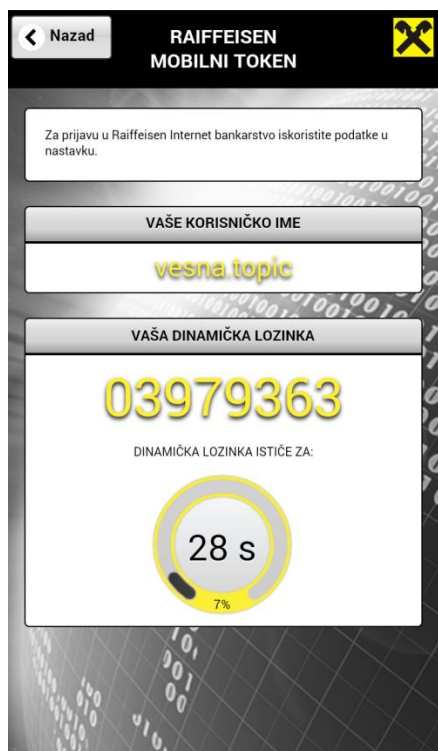 Nazad
RAIFFEISEN
MOBILNI TOKEN
Za prijavu u Raiffeisen Internet bankarstvo iskoristite podatke u
nastavku.
VAŠE KORISNIČKO IME
vesna.topic
VAŠA DINAMIČKA LOZINKA
03979363
DINAMIČKA LOZINKA ISTIČE ZA:
28 s
7%